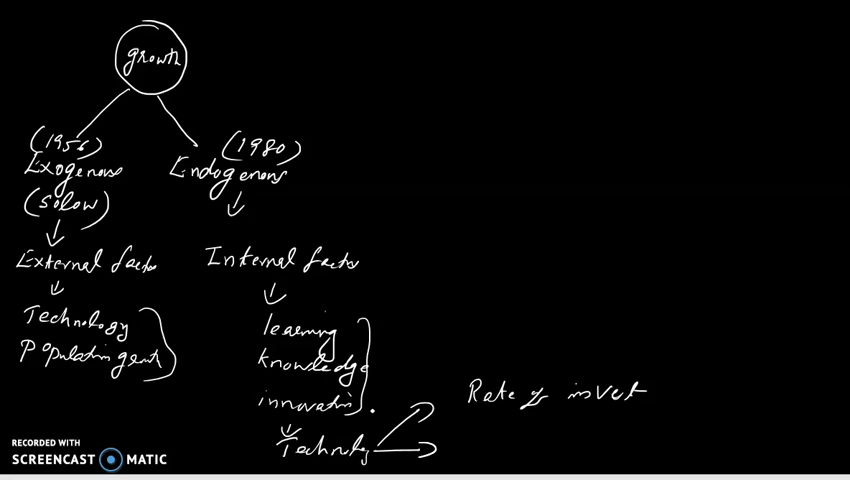 growth
(1956)
Exogenous
(Solow)
External factor
Technology
Population growth
(1980)
Endogenous
Internal factor
learning
knowledge
innovation
Technology
Rate of
RECORDED WITH
SCREENCAST MATIC